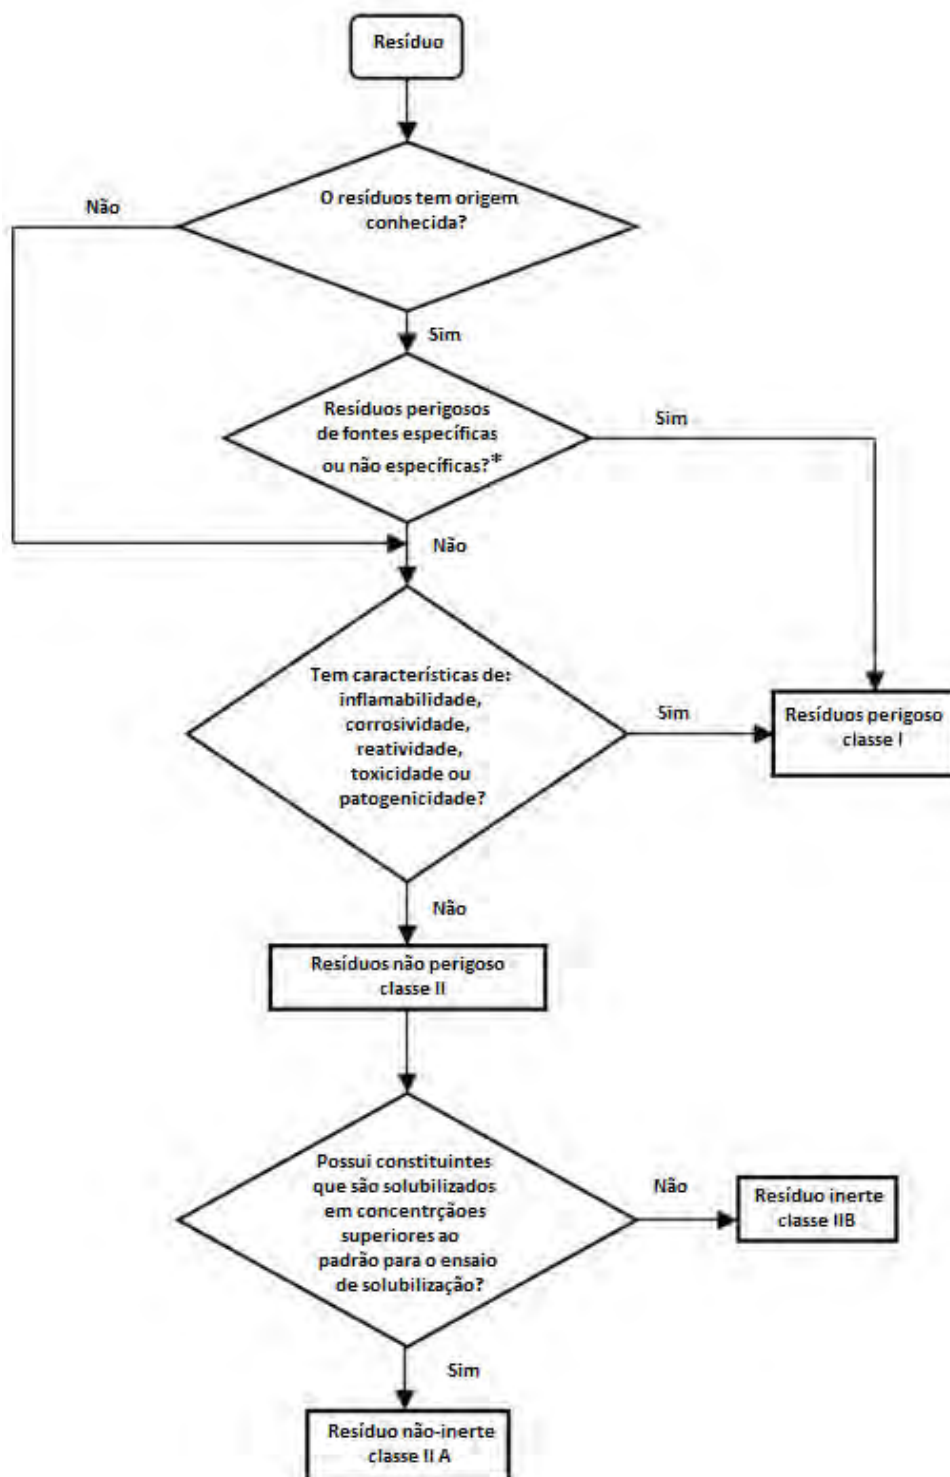 Resíduo
O resíduos tem origem
conhecida?
Não
Sim
Resíduos perigosos
de fontes específicas
ou não específicas?*
Sim
Não
Tem características de:
inflamabilidade,
corrosividade,
reatividade,
toxicidade ou
patogenicidade?
Sim
Resíduos perigoso
classe I
Não
Resíduos não perigoso
classe II
Possui constituintes
que são solubilizados
em concentrçãoes
superiores ao
padrão para o ensaio
de solubilização?
Não
Resíduo inerte
classe IIB
Sim
Resíduo não-inerte
classe II A